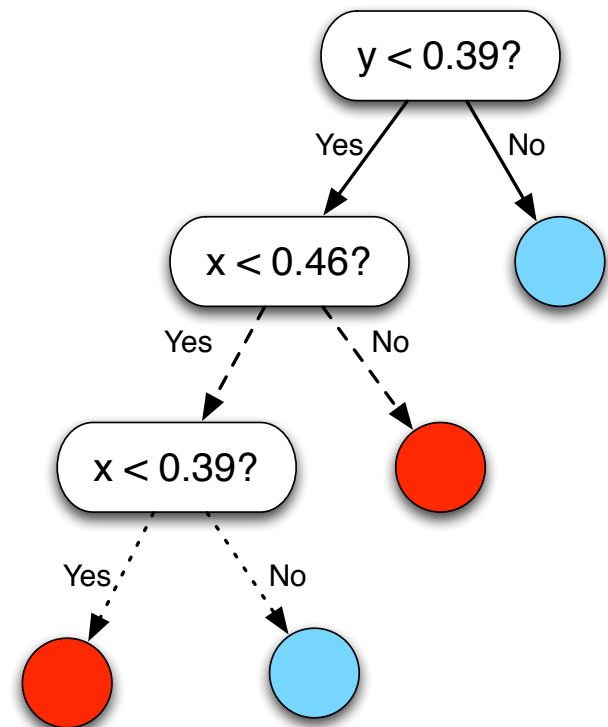 y < 0.39?
Yes
No
x < 0.46?
Yes
No
x < 0.39?
Yes
No